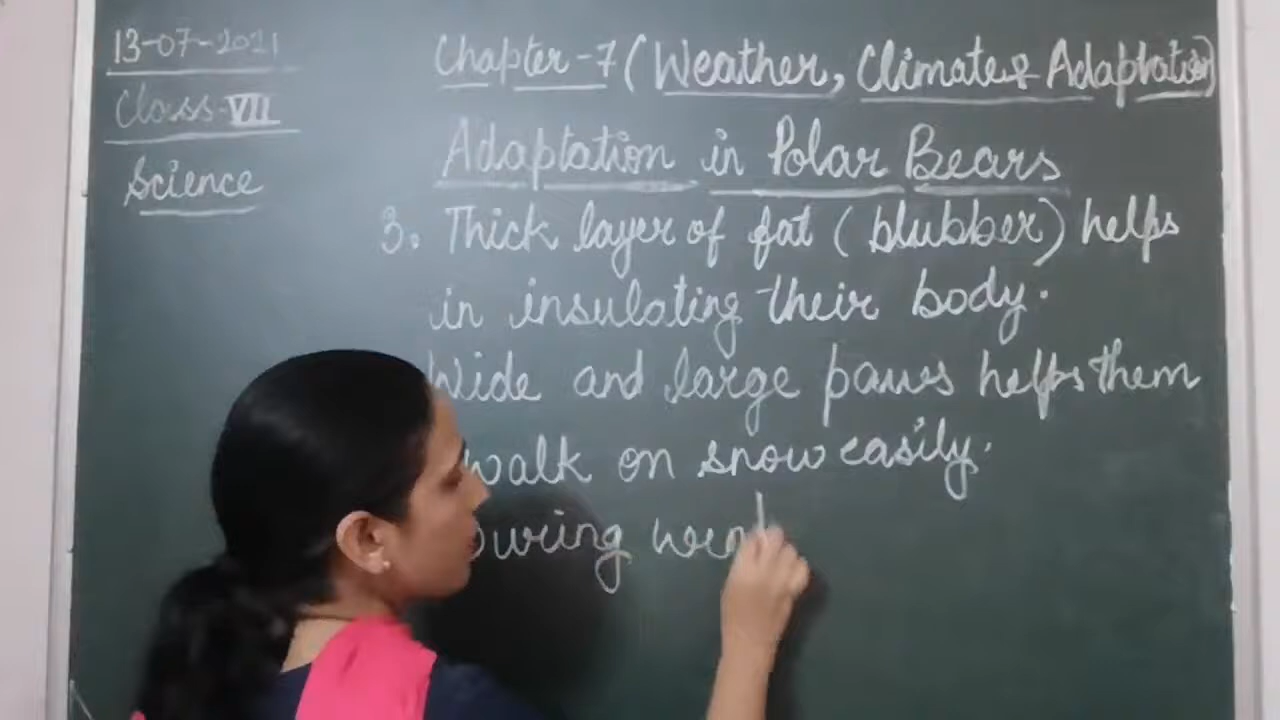 13-07-2021
Class-VII
Science
Chapter-7 (Weather, Climate & Adaptation)
Adaptation in Polar Bears
3. Thick layer of fat (blubber) helps
in insulating their body.
Wide and large paws helps them
walk on snow easily.
During